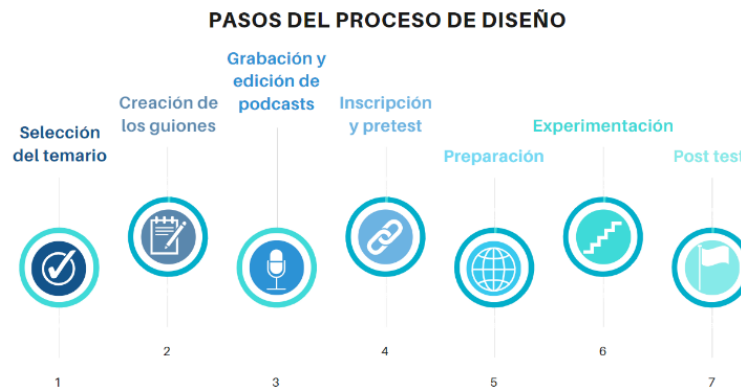 PASOS DEL PROCESO DE DISEÑO
Selección
del temario
Creación de
los guiones
Grabación y
edición de
podcasts
Inscripción
y pretest
Preparación
Experimentación
Post test
1
2
3
4
5
6
7